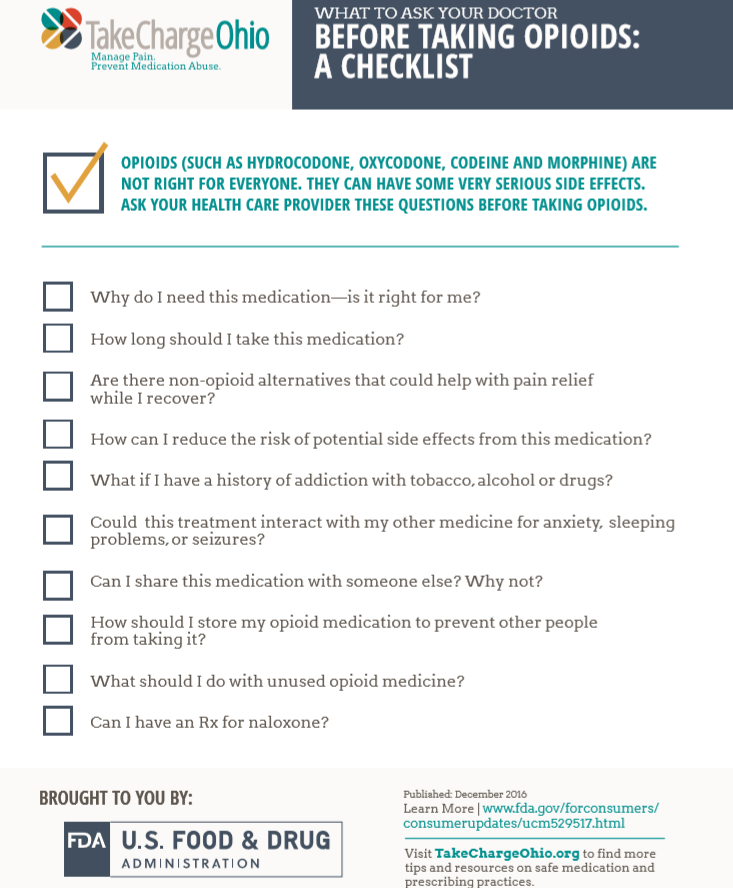 TakeChargeOhio
Manage Pain.
Prevent Medication Abuse.
WHAT TO ASK YOUR DOCTOR
BEFORE TAKING OPIOIDS:
A CHECKLIST
OPIOIDS (SUCH AS HYDROCODONE, OXYCODONE, CODEINE AND MORPHINE) ARE
NOT RIGHT FOR EVERYONE. THEY CAN HAVE SOME VERY SERIOUS SIDE EFFECTS.
ASK YOUR HEALTH CARE PROVIDER THESE QUESTIONS BEFORE TAKING OPIOIDS.
Why do I need this medication—is it right for me?
How long should I take this medication?
Are there non-opioid alternatives that could help with pain relief
while I recover?
How can I reduce the risk of potential side effects from this medication?
What if I have a history of addiction with tobacco, alcohol or drugs?
Could this treatment interact with my other medicine for anxiety, sleeping
problems, or seizures?
Can I share this medication with someone else? Why not?
How should I store my opioid medication to prevent other people
from taking it?
What should I do with unused opioid medicine?
Can I have an Rx for naloxone?
BROUGHT TO YOU BY:
FDA U.S. FOOD & DRUG
ADMINISTRATION
Published: December 2016
Learn More | www.fda.gov/forconsumers/
consumerupdates/ucm529517.html
Visit TakeChargeOhio.org to find more
tips and resources on safe medication and
prescribing practices.